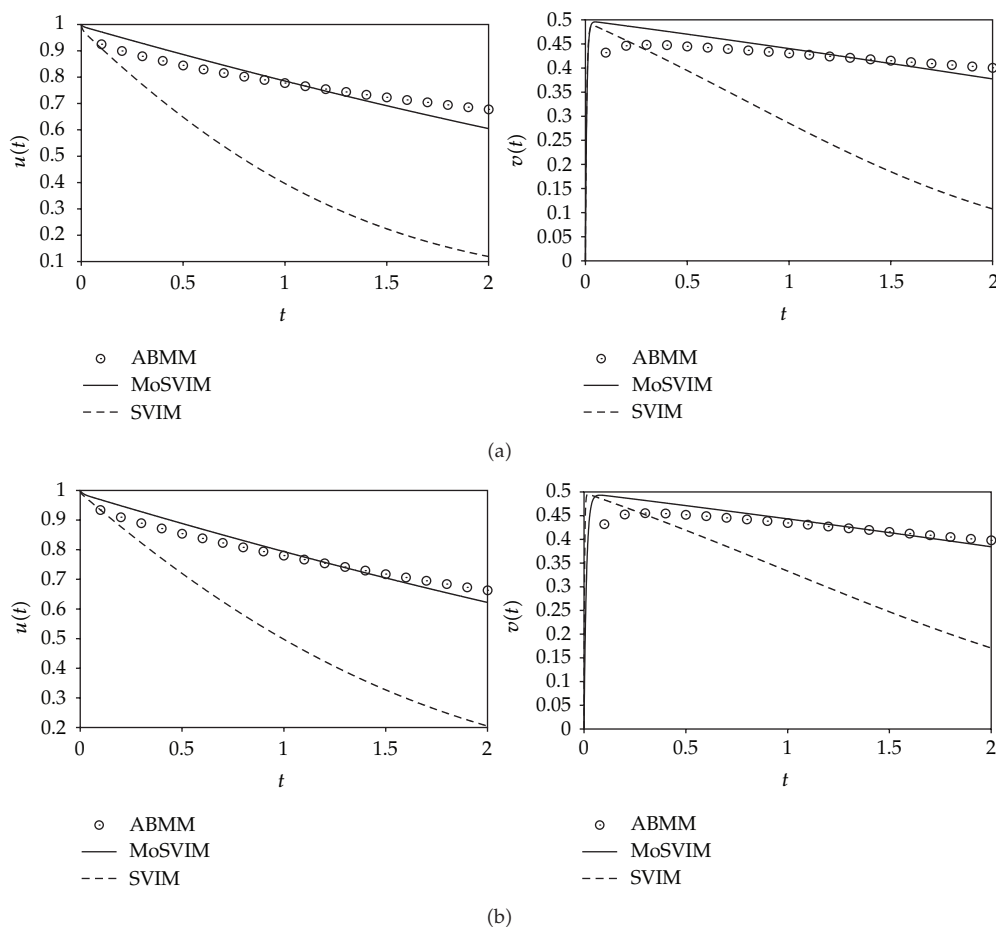 1
0.9
0.8
0.7
0.6
0.5
0.4
0.3
0.2
0.1
u(t)
0 0.5 1 1.5 2
t
ABMM
MoSVIM
SVIM
0.5
0.45
0.4
0.35
0.3
0.25
0.2
0.15
0.1
0.05
0
v(t)
0 0.5 1 1.5 2
t
ABMM
MoSVIM
SVIM
(a)
1
0.9
0.8
0.7
0.6
0.5
0.4
0.3
0.2
u(t)
0 0.5 1 1.5 2
t
ABMM
MoSVIM
SVIM
0.5
0.45
0.4
0.35
0.3
0.25
0.2
0.15
0.1
0.05
0
v(t)
0 0.5 1 1.5 2
t
ABMM
MoSVIM
SVIM
(b)